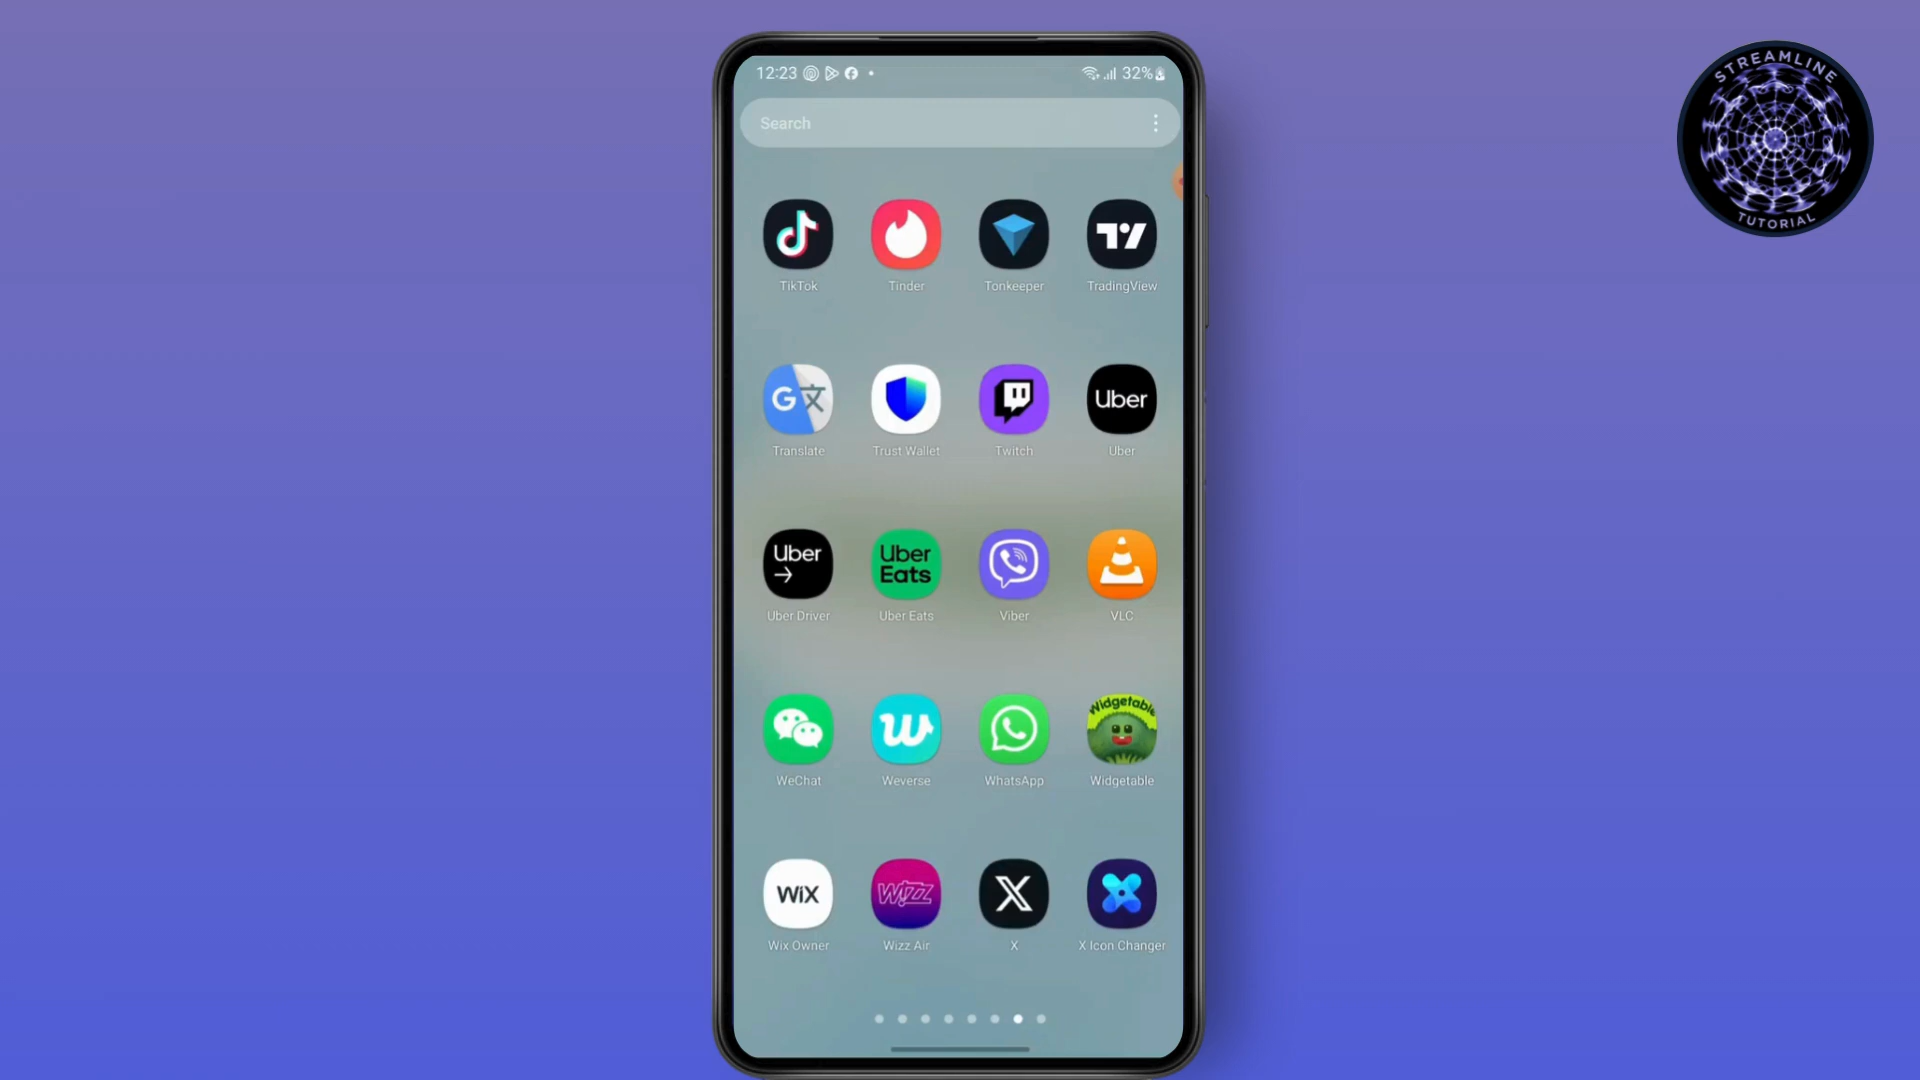 STREAMLINE
TUTORIAL
12:23
32%
Search
TikTok
Tinder
Tonkeeper
TradingView
G文
Uber
Translate
Trust Wallet
Twitch
Uber
Uber
Uber Eats
Uber Driver
Uber Eats
Viber
VLC
Widgetable
WeChat
Weverse
WhatsApp
Widgetable
WiX
WIZZ
Wix Owner
Wizz Air
X
X Icon Changer